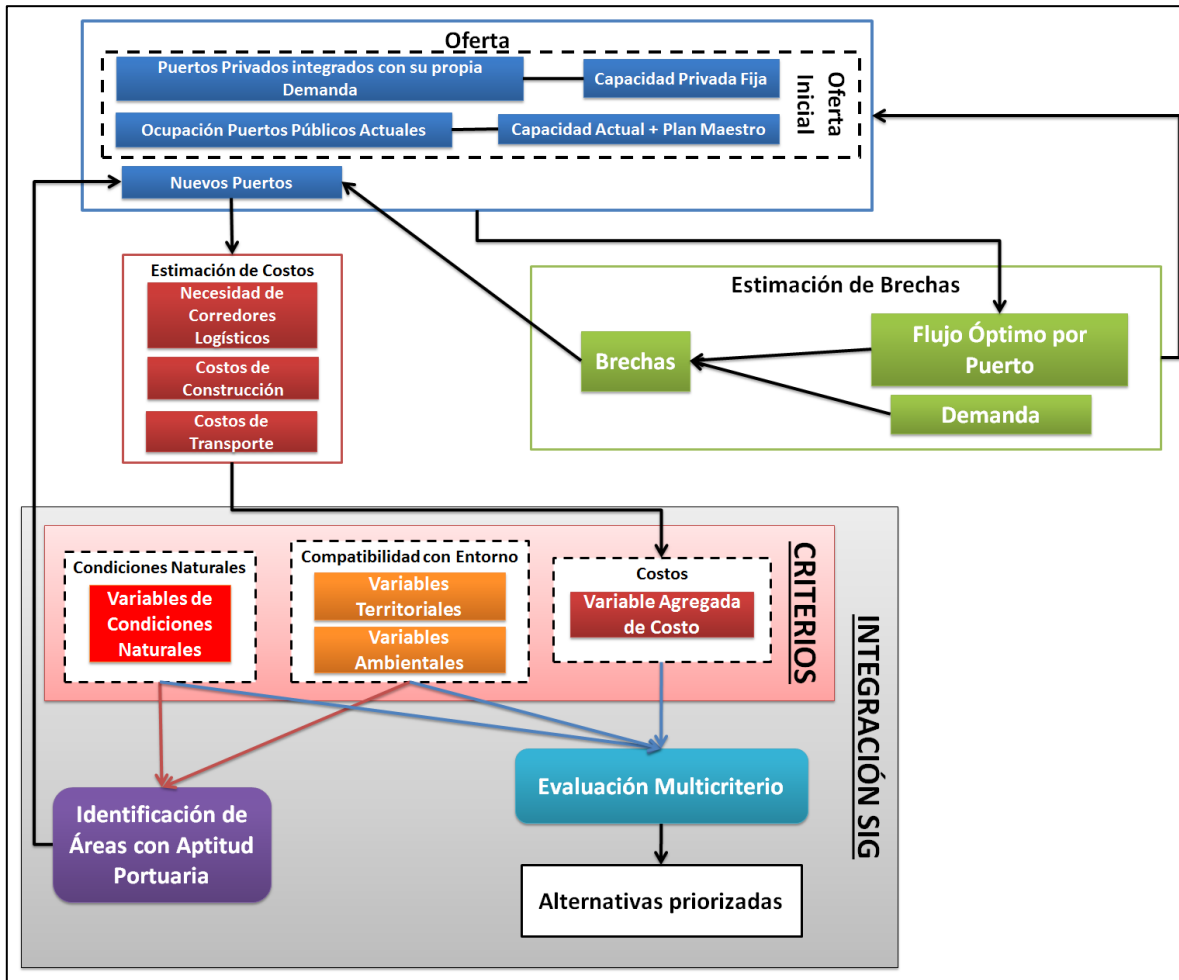 Oferta
Puertos Privados integrados con su propia
Demanda
Capacidad Privada Fija
Ocupación Puertos Públicos Actuales
Capacidad Actual + Plan Maestro
Oferta
Inicial
Nuevos Puertos
Estimación de Costos
Necesidad de
Corredores
Logísticos
Costos de
Construcción
Costos de
Transporte
Estimación de Brechas
Brechas
Flujo Óptimo por
Puerto
Demanda
Condiciones Naturales
Variables de
Condiciones
Naturales
Compatibilidad con Entorno
Variables
Territoriales
Variables
Ambientales
Costos
Variable Agregada
de Costo
CRITERIOS
INTEGRACIÓN SIG
Identificación de
Áreas con Aptitud
Portuaria
Evaluación Multicriterio
Alternativas priorizadas